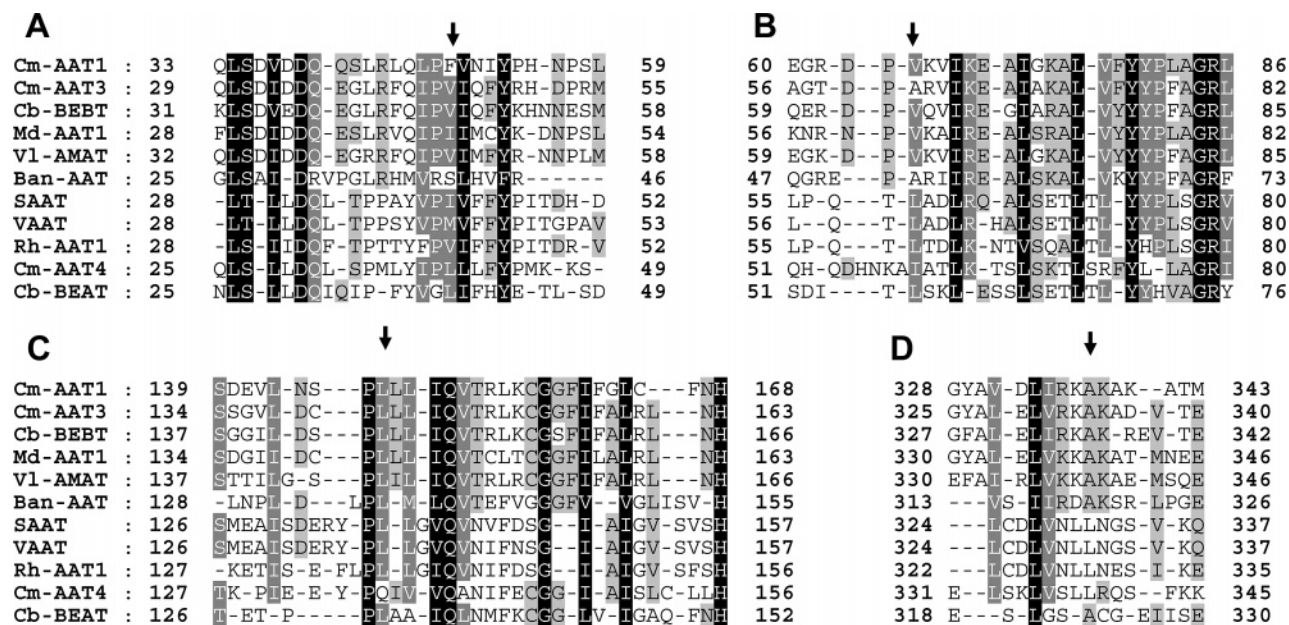 A
Cm-AAT1 : 33 QLSDVDDQ-QSLRLQLPFVNIYPH-NPSL 59
Cm-AAT3 : 29 QLSDIDDQ-EGLRFQIPVIQFYRH-DPRM 55
Cb-BEBT : 31 KLSDVEDQ-EGLRFQIPVIQFYKHNNESM 58
Md-AAT1 : 28 FLSDIDDQ-ESLRVQIPIIMCYK-DNPSL 54
Vl-AMAT : 32 QLSDIDDQ-EGRRFQIPVIMFYR-NNPLM 58
Ban-AAT : 25 GLSAI-DRVPGLRHMVRSLHVFR------ 46
SAAT : 28 -LT-LLDQL-TPPAYVPIVFFYPITDH-D 52
VAAT : 28 -LT-LLDQL-TPPSYVPMVFFYPITGPAV 53
Rh-AAT1 : 28 -LS-IIDQF-TPTTYFPVIFFYPITDR-V 52
Cm-AAT4 : 25 QLS-LLDQL-SPMLYIPLLLFYPMK-KS- 49
Cb-BEAT : 25 NLS-LLDQIQIP-FYVGLIFHYE-TL-SD 49
B
60 EGR-D--P-VKVIKE-AIGKAL-VFYYPLAGRL 86
56 AGT-D--P-ARVIKE-AIAKAL-VFYYPFAGRL 82
59 QER-D--P-VQVIRE-GIARAL-VYYYPFAGRL 85
56 KNR-N--P-VKAIRE-ALSRAL-VYYYPLAGRL 82
59 EGK-D--P-VKVIRE-ALGKAL-VYYYPFAGRL 85
47 QGRE---P-ARIIRE-ALSKAL-VKYYPFAGRF 73
55 LP-Q---T-LADLRQ-ALSETLTL-YYPLSGRV 80
56 L--Q---T-LADLR-HALSETLTL-YYPLSGRI 80
55 LP-Q---T-LTDLK-NTVSQALTL-YHPLSGRI 80
51 QH-QDHNKAIATLK-TSLSKTLSRFYL-LAGRI 80
51 SDI----T-LSKL-ESSLSETLTL-YYHVAGRY 76
C
Cm-AAT1 : 139 SDEVL-NS---PLLL-IQVTRLKCGGFIFGLC---FNH 168
Cm-AAT3 : 134 SSGVL-DC---PLLL-IQVTRLKCGGFIFALRL---NH 163
Cb-BEBT : 137 SGGIL-DS---PLLL-IQVTRLKCGSFIFALRL---NH 166
Md-AAT1 : 134 SDGIL-DC---PLLL-IQVTCLTCGGFILALRL---NH 163
Vl-AMAT : 137 STTILG-S---PLIL-IQVTRLRCGGFIFALRL---NH 166
Ban-AAT : 128 -LNPL-D---LPL-M-LQVTEFVGGGFV--VGLISV-H 155
SAAT : 126 SMEAISDERY-PL-LGVQVNVFDSG--I-AIGV-SVSH 157
VAAT : 126 SMEAISDERY-PL-LGVQVNIFNSG--I-AIGV-SVSH 157
Rh-AAT1 : 127 -KETIS-E-FLPL-LGVQVNIFDSG--I-AIGV-SFSH 156
Cm-AAT4 : 127 TK-PIE--E-YPQIV-VQANIFECGG-I-AISLC-LLH 156
Cb-BEAT : 126 T-ET-P---E-YPLAA-IQLNMFKCGG-LV-IGAQ-FNH 152
D
328 GYAV-DLIRKAKAK--ATM 343
325 GYAL-ELVRKAKAD-V-TE 340
327 GFAL-ELIRKAK-REV-TE 342
330 GYAL-ELVKKAKAT-MNEE 346
330 EFAIRLVKKAKAE-MSQE 346
313 ---V-S-IIRDAKSR-LPGE 326
324 ---LCDLVNLLNGS-V-KQ 337
324 ---LCDLVNLLNGS-V-KQ 337
322 ---LCDLVNLLNES-I-KE 335
331 E--LSKLVSLLRQS--FKK 345
318 E---S--LGS-ACG-EIISE 330